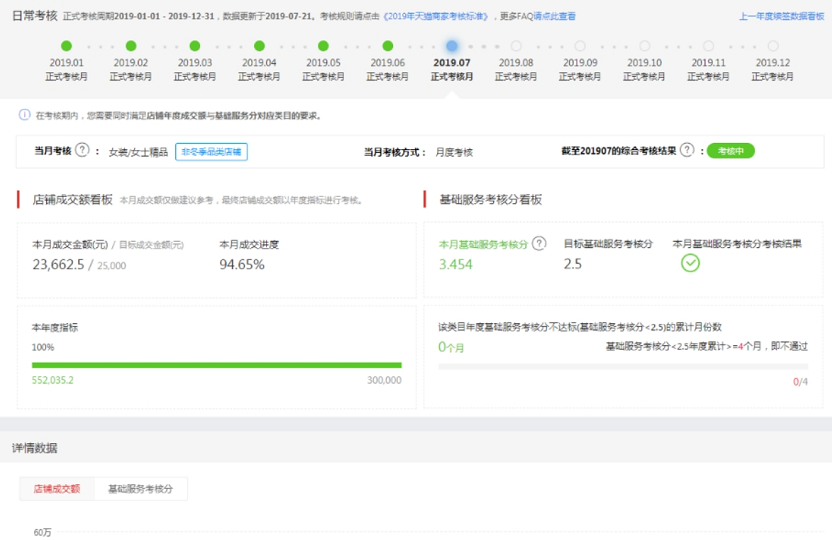 日常考核 正式考核周期2019-01-01 - 2019-12-31，数据更新于2019-07-21。考核规则请点击《2019年天猫商家考核标准》，更多FAQ请点此查看 上一年度续签数据看板
2019.01 2019.02 2019.03 2019.04 2019.05 2019.06 2019.07 2019.08 2019.09 2019.10 2019.11 2019.12
正式考核月 正式考核月 正式考核月 正式考核月 正式考核月 正式考核月 正式考核月 正式考核月 正式考核月 正式考核月 正式考核月 正式考核月
在考核期内，您需要同时满足店铺年度成交额与基础服务分对应类目的要求。
当月考核 ? ： 女装/女士精品 非冬季品类店铺 当月考核方式： 月度考核 截至201907的综合考核结果 ? ： 考核中
店铺成交额看板 本月成交额仅做建议参考，最终店铺成交额以年度指标进行考核。 基础服务考核分看板
本月成交金额(元) / 目标成交金额(元) 本月成交进度 本月基础服务考核分 ? 目标基础服务考核分 本月基础服务考核分考核结果
23,662.5 / 25,000 94.65% 3.454 2.5
本年度指标 该类目年度基础服务考核分不达标(基础服务考核分<2.5)的累计月份数
100% 0个月 基础服务考核分<2.5年度累计>=4个月，即不通过
552,035.2 300,000 0/4
详情数据
店铺成交额 基础服务考核分
60万